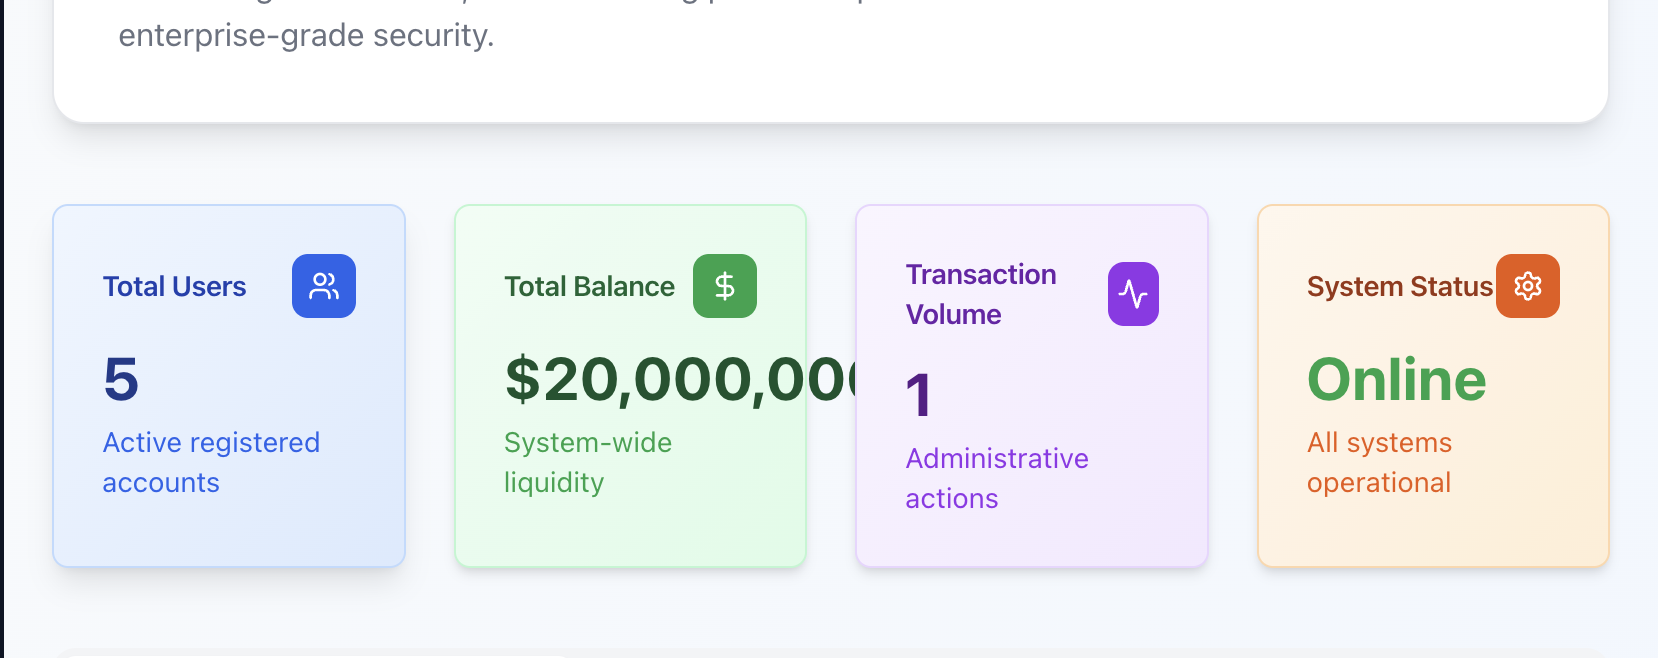 enterprise-grade security.
Total Users
5
Active registered
accounts
Total Balance
$
$20,000,00
System-wide
liquidity
Transaction
Volume
1
Administrative
actions
System Status
Online
All systems
operational